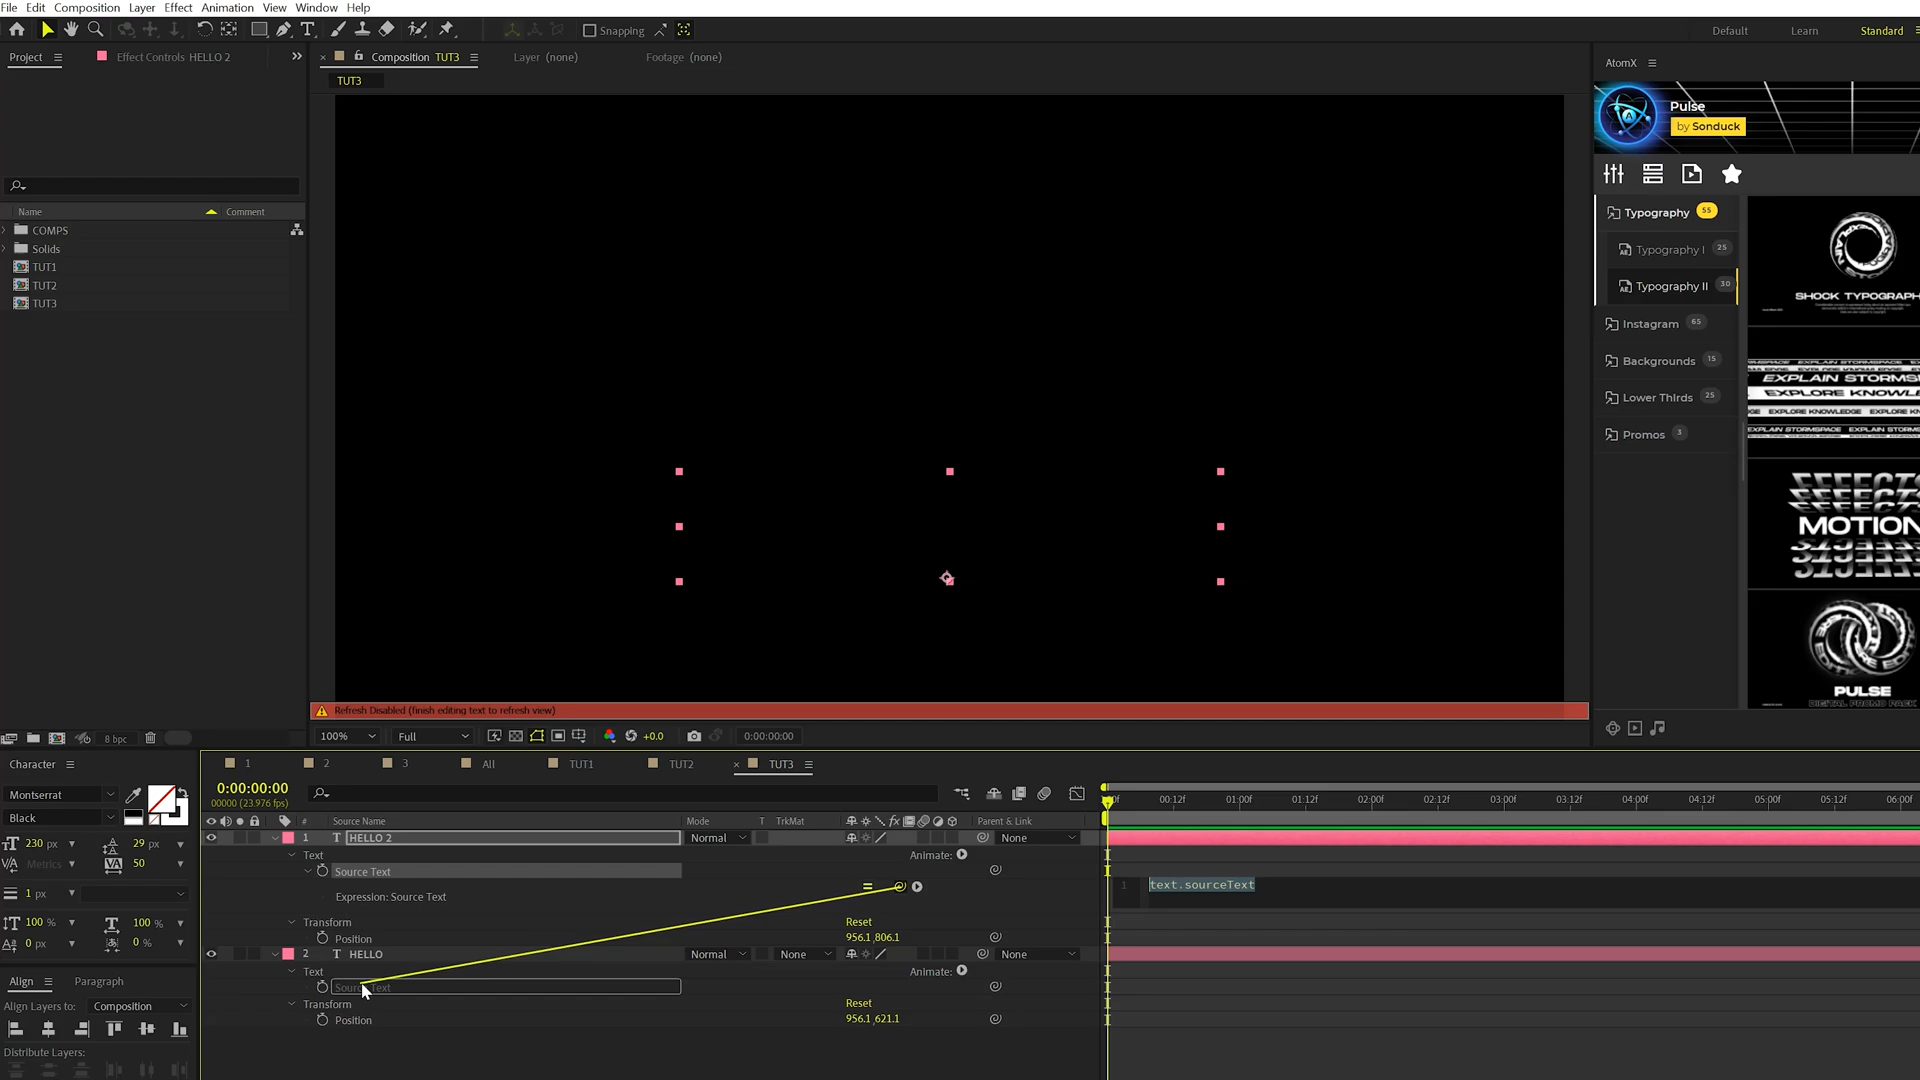 File Edit Composition Layer Effect Animation View Window Help
Snapping
Default Learn Standard
Project Effect Controls HELLO 2
Composition TUT3 Layer (none) Footage (none)
TUT3
AtomX
Pulse
by Sonduck
Name Comment
COMPS
Solids
TUT1
TUT2
TUT3
Typography 55
Typography I 25
Typography II 30
Instagram 65
Backgrounds 15
Lower Thirds 25
Promos 3
SHOCK TYPOGRAPH
EXPLAIN STORMS
EXPLORE KNOWLEDGE
MOTION
PULSE
DIGITAL PROMO PACK
Refresh Disabled (finish editing text to refresh view)
8 bpc
100% Full +0.0 0:00:00:00
Character
Montserrat
Black
230 px 29 px
Metrics 50
1 px
100 % 100 %
0 px 0 %
Align Paragraph
Align Layers to: Composition
Distribute Layers:
1 2 3 All TUT1 TUT2 TUT3
0:00:00:00
00000 (23.976 fps)
# Source Name Mode T TrkMat fx Parent & Link
00:12f 01:00f 01:12f 02:00f 02:12f 03:00f 03:12f 04:00f 04:12f 05:00f 05:12f 06:00f
1 T HELLO 2 Normal None
Text Animate:
Source Text
Expression: Source Text
1 text.sourceText
Transform Reset
Position 956.1,806.1
2 T HELLO Normal None None
Text Animate:
Source Text
Transform Reset
Position 956.1,621.1